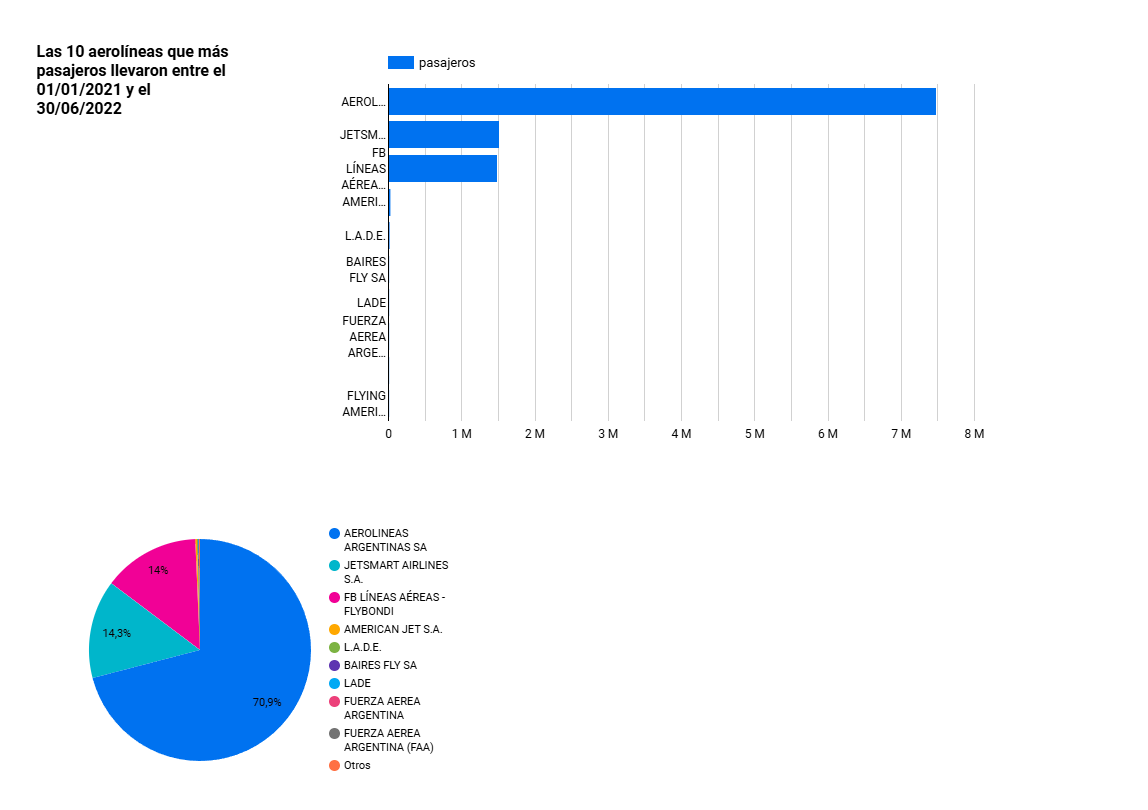 Las 10 aerolíneas que más
pasajeros llevaron entre el
01/01/2021 y el
30/06/2022
pasajeros
AEROL...
JETSM...
FB
LÍNEAS
AÉREA...
AMERI...
L.A.D.E.
BAIRES
FLY SA
LADE
FUERZA
AEREA
ARGE...
FLYING
AMERI...
0 1 M 2 M 3 M 4 M 5 M 6 M 7 M 8 M
14%
14,3%
70,9%
AEROLINEAS
ARGENTINAS SA
JETSMART AIRLINES
S.A.
FB LÍNEAS AÉREAS -
FLYBONDI
AMERICAN JET S.A.
L.A.D.E.
BAIRES FLY SA
LADE
FUERZA AEREA
ARGENTINA
FUERZA AEREA
ARGENTINA (FAA)
Otros